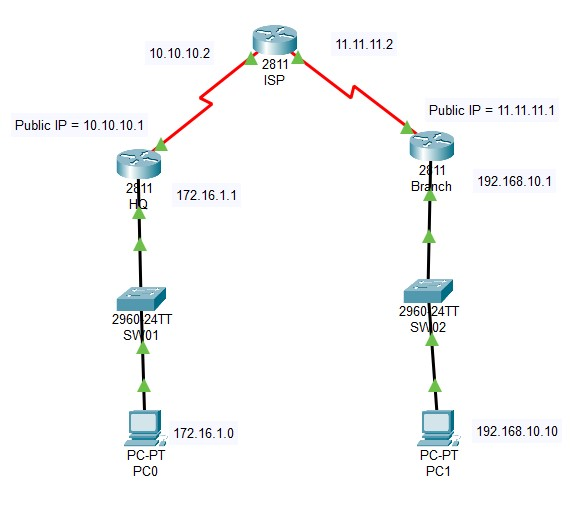 10.10.10.2
11.11.11.2
2811
ISP
Public IP = 10.10.10.1
Public IP = 11.11.11.1
2811
HQ
172.16.1.1
2811
Branch
192.168.10.1
2960-24TT
SW01
2960-24TT
SW02
172.16.1.0
192.168.10.10
PC-PT
PC0
PC-PT
PC1